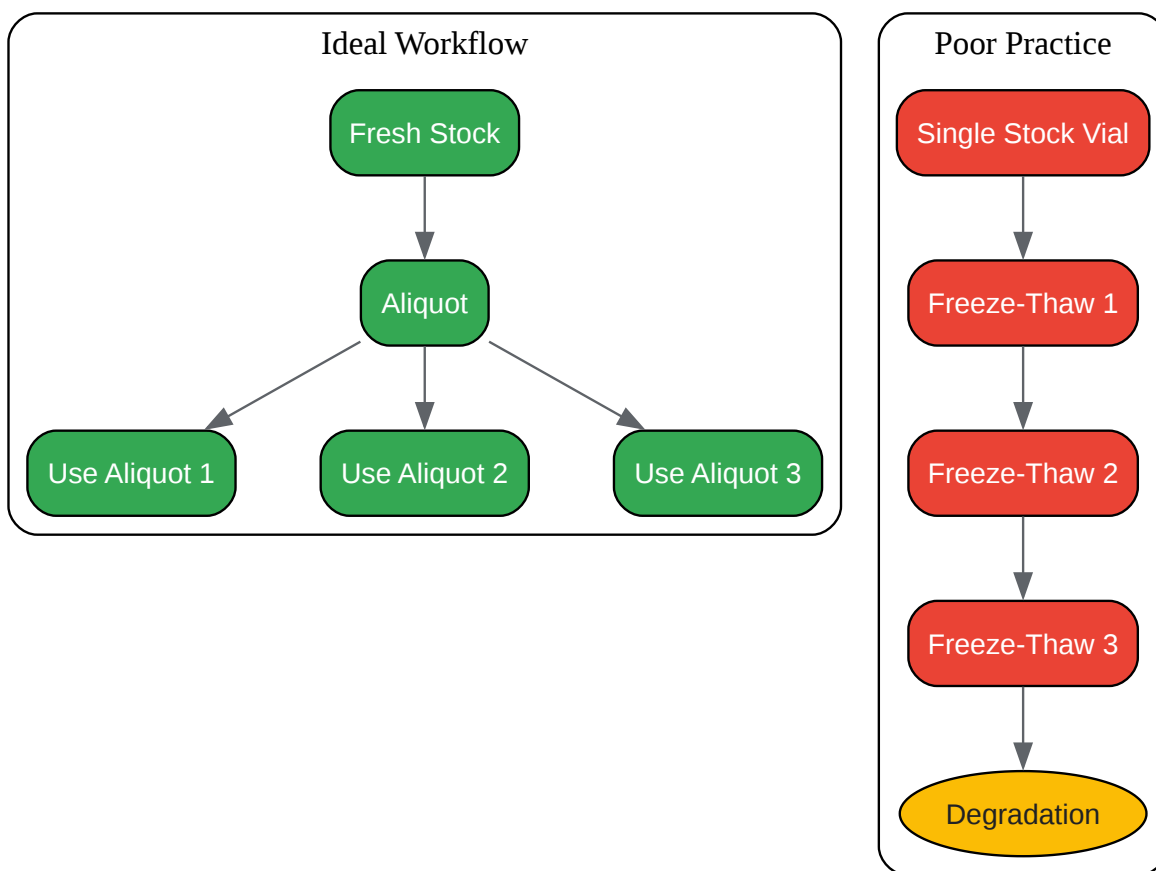 Ideal Workflow
Fresh Stock
Aliquot
Use Aliquot 1
Use Aliquot 2
Use Aliquot 3
Poor Practice
Single Stock Vial
Freeze-Thaw 1
Freeze-Thaw 2
Freeze-Thaw 3
Degradation